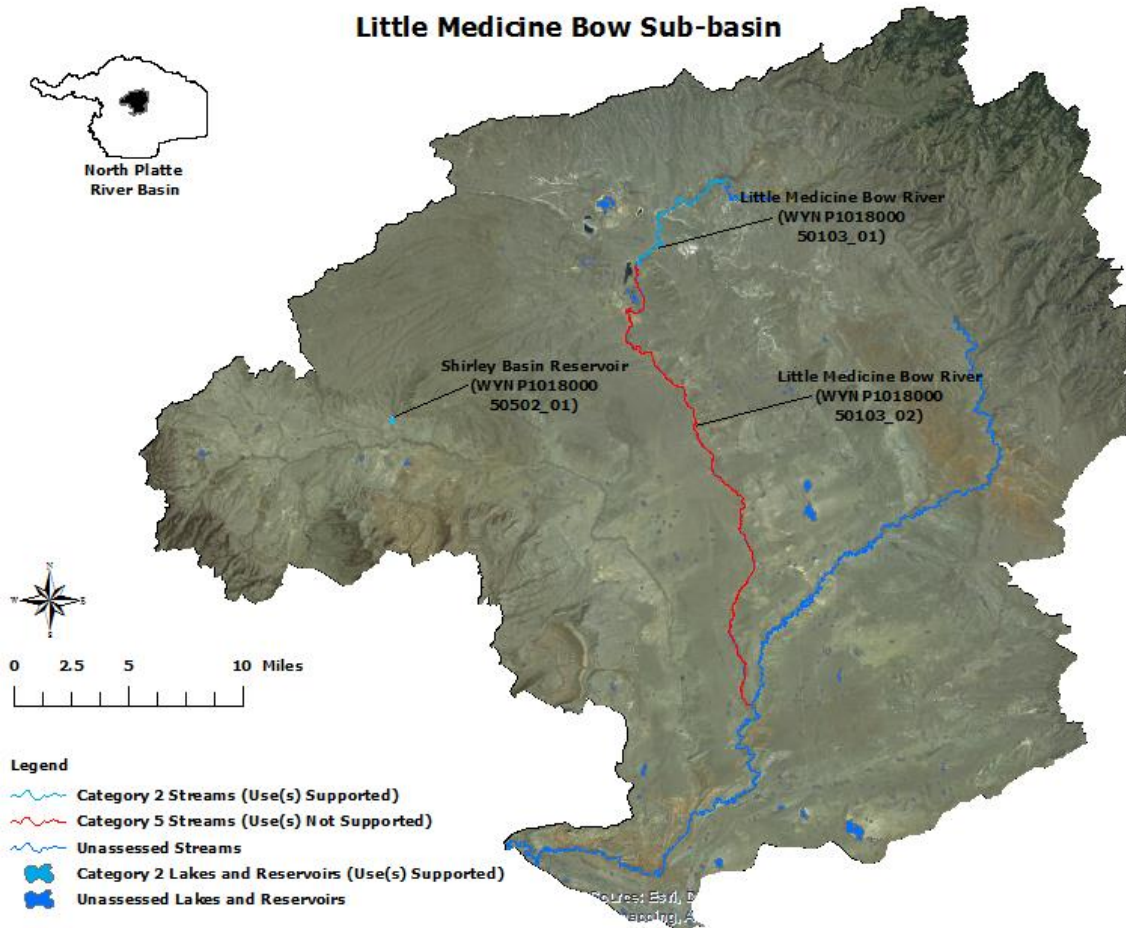 Little Medicine Bow Sub-basin
North Platte
River Basin
Little Medicine Bow River
(WYNP1018000
50103_01)
Shirley Basin Reservoir
(WYNP1018000
50502_01)
Little Medicine Bow River
(WYNP1018000
50103_02)
N
W
E
S
0 2.5 5 10 Miles
Legend
Category 2 Streams (Use(s) Supported)
Category 5 Streams (Use(s) Not Supported)
Unassessed Streams
Category 2 Lakes and Reservoirs (Use(s) Supported)
Unassessed Lakes and Reservoirs
Source: Esri, D
apping, A